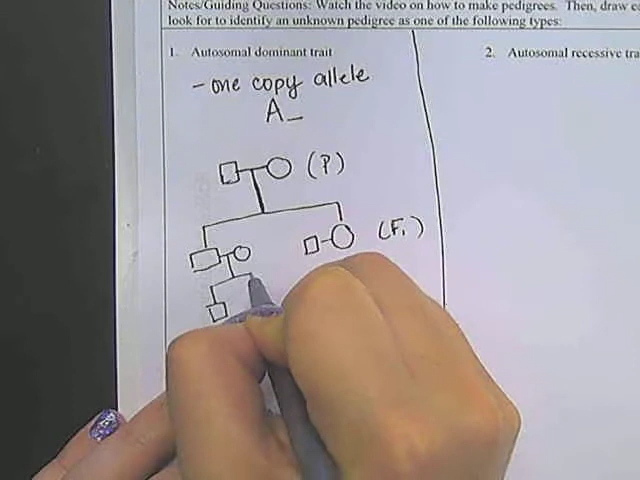 Notes/Guiding Questions: Watch the video on how to make pedigrees. Then, draw
look for to identify an unknown pedigree as one of the following types:
1. Autosomal dominant trait
2. Autosomal recessive
- one copy allele
A_
(P)
(F₁)